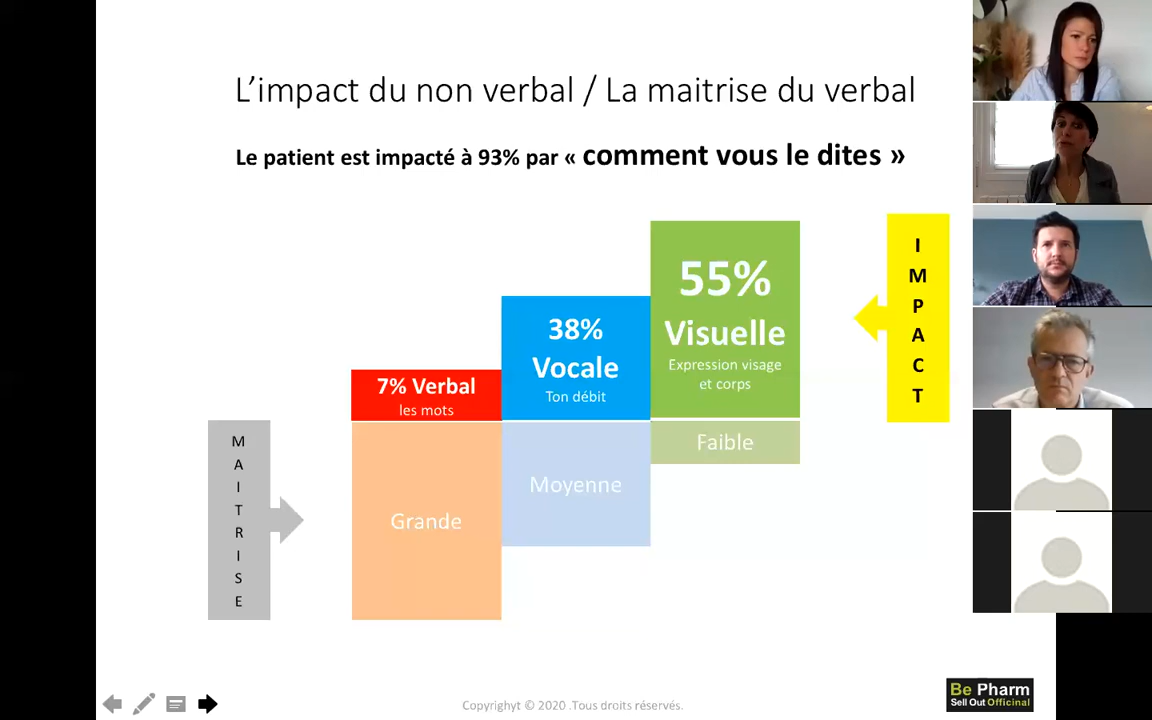 L’impact du non verbal / La maitrise du verbal
Le patient est impacté à 93% par « comment vous le dites »
55%
Visuelle
Expression visage
et corps
38%
Vocale
Ton débit
7% Verbal
les mots
I
M
P
A
C
T
M
A
I
T
R
I
S
E
Grande
Moyenne
Faible
Copyrighyt © 2020 .Tous droits réservés.
Be Pharm
Sell Out Officinal